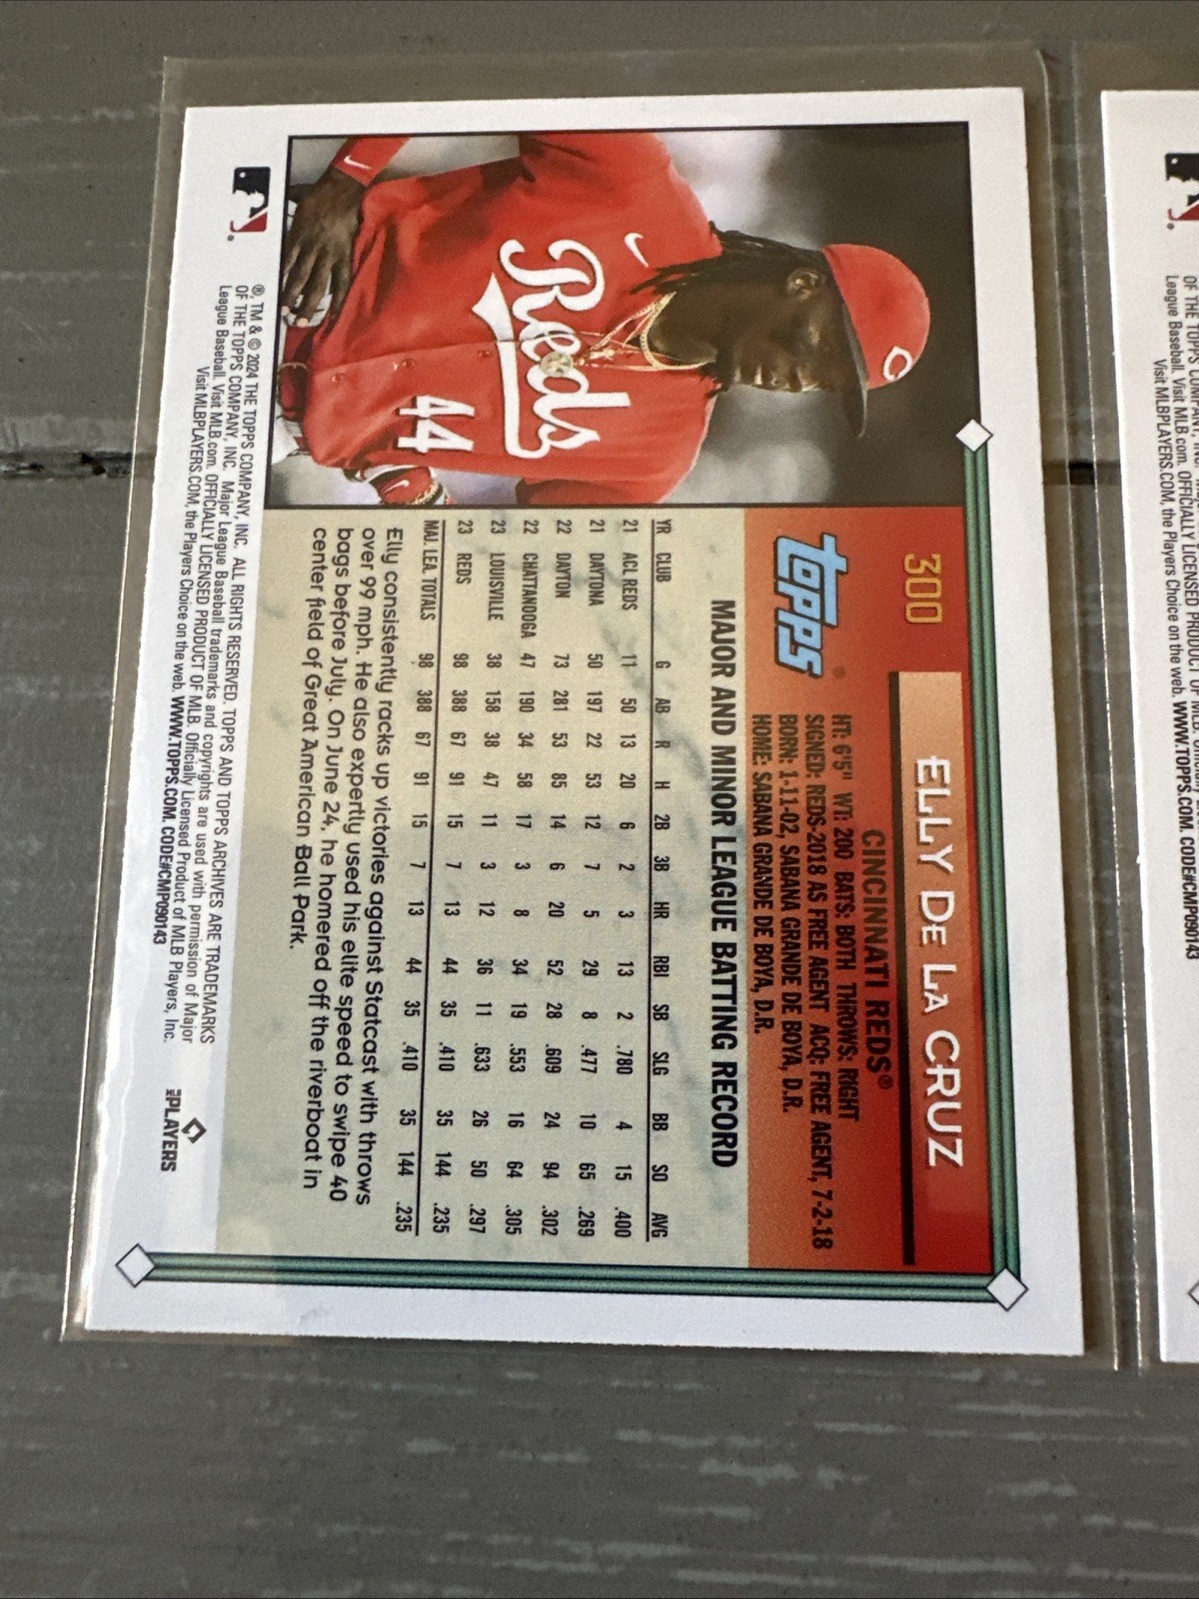 300
ELLY DE LA CRUZ
topps®
CINCINNATI REDS®
HT: 6'5" WT: 200 BATS: BOTH THROWS: RIGHT
SIGNED: REDS-2018 AS FREE AGENT ACQ: FREE AGENT, 7-2-18
BORN: 1-11-02, SABANA GRANDE DE BOYA, D.R.
HOME: SABANA GRANDE DE BOYA, D.R.
MAJOR AND MINOR LEAGUE BATTING RECORD
YR CLUB G AB R H 2B 3B HR RBI SB SLG BB SO AVG
21 ACL REDS 11 50 13 20 6 2 3 13 2 .780 4 15 .400
21 DAYTONA 50 197 22 53 12 7 5 29 8 .477 10 65 .269
22 DAYTON 73 281 53 85 14 6 20 52 28 .609 24 94 .302
22 CHATTANOOGA 47 190 34 58 17 3 8 34 19 .553 16 64 .305
23 LOUISVILLE 38 158 38 47 11 3 12 36 11 .633 26 50 .297
23 REDS 98 388 67 91 15 7 13 44 35 .410 35 144 .235
MAJ. LEA. TOTALS 98 388 67 91 15 7 13 44 35 .410 35 144 .235
Elly consistently racks up victories against Statcast with throws
over 99 mph. He also expertly used his elite speed to swipe 40
bags before July. On June 24, he homered off the riverboat in
center field of Great American Ball Park.
Reds
44
C
®, TM & © 2024 THE TOPPS COMPANY, INC. ALL RIGHTS RESERVED. TOPPS AND TOPPS ARCHIVES ARE TRADEMARKS
OF THE TOPPS COMPANY, INC. Major League Baseball trademarks and copyrights are used with permission of Major
League Baseball. Visit MLB.com. OFFICIALLY LICENSED PRODUCT OF MLB. Officially Licensed Product of MLB Players, Inc.
Visit MLBPLAYERS.com, the Players Choice on the web. WWW.TOPPS.COM. CODE#CMP090143
MLBPLAYERS
OF THE TOPPS COMPANY, INC.
League Baseball. Visit MLB.com. OFFICIALLY LICENSED PRODUCT OF MLB.
Visit MLBPLAYERS.com, the Players Choice on the web. WWW.TOPPS.COM. CODE#CMP090143